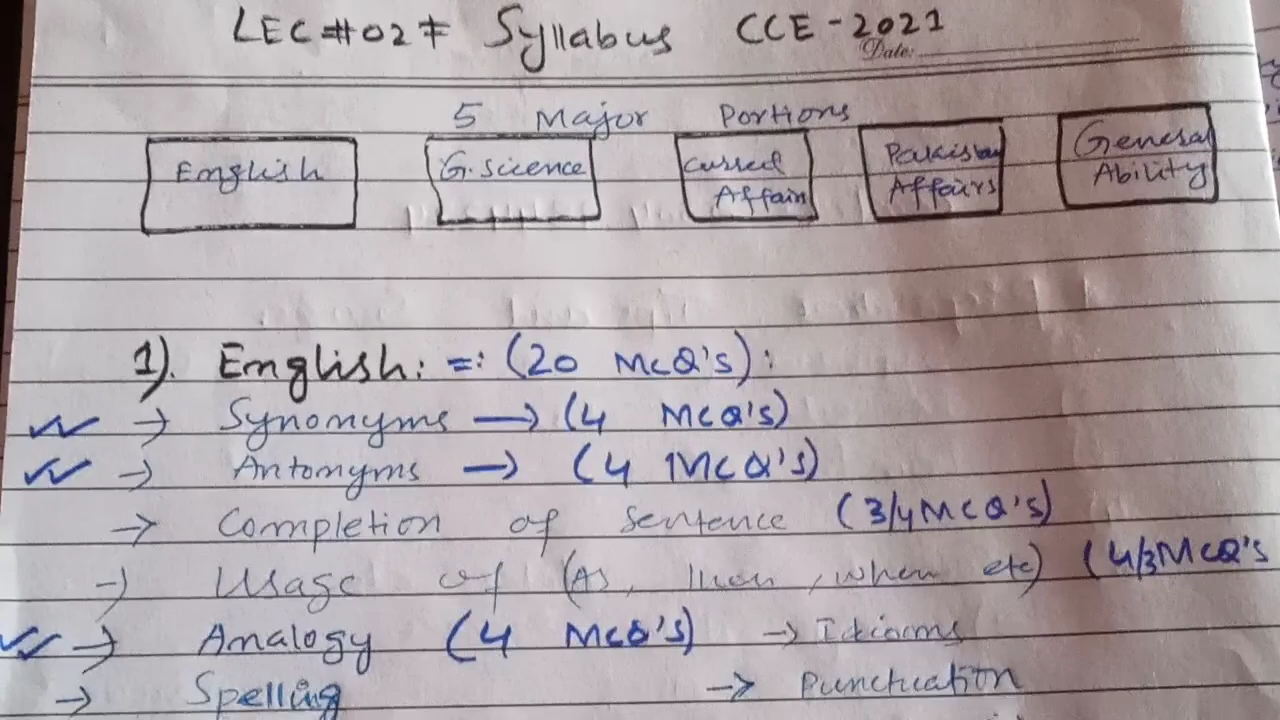 LEC#02 Syllabus CCE-2021
Date:
5 Major Portions
English
G.Science
Current Affair
Pakistan Affairs
General Ability
1). English: =: (20 McQ's):
→ Synonyms → (4 McQ's)
→ Antonyms → (4 McQ's)
→ Completion of sentence (3/4 McQ's)
→ Usage of (As, then, when etc) (4/3 McQ's
→ Analogy (4 McQ's) → Idioms
→ Spelling → Punctuation